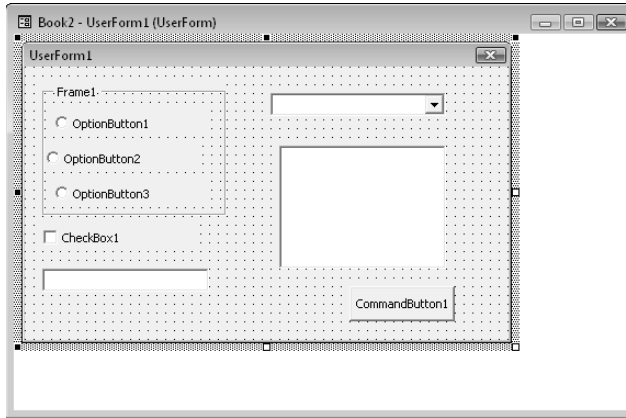 Book2 - UserForm1 (UserForm)
UserForm1
Frame1
OptionButton1
OptionButton2
OptionButton3
CheckBox1
CommandButton1